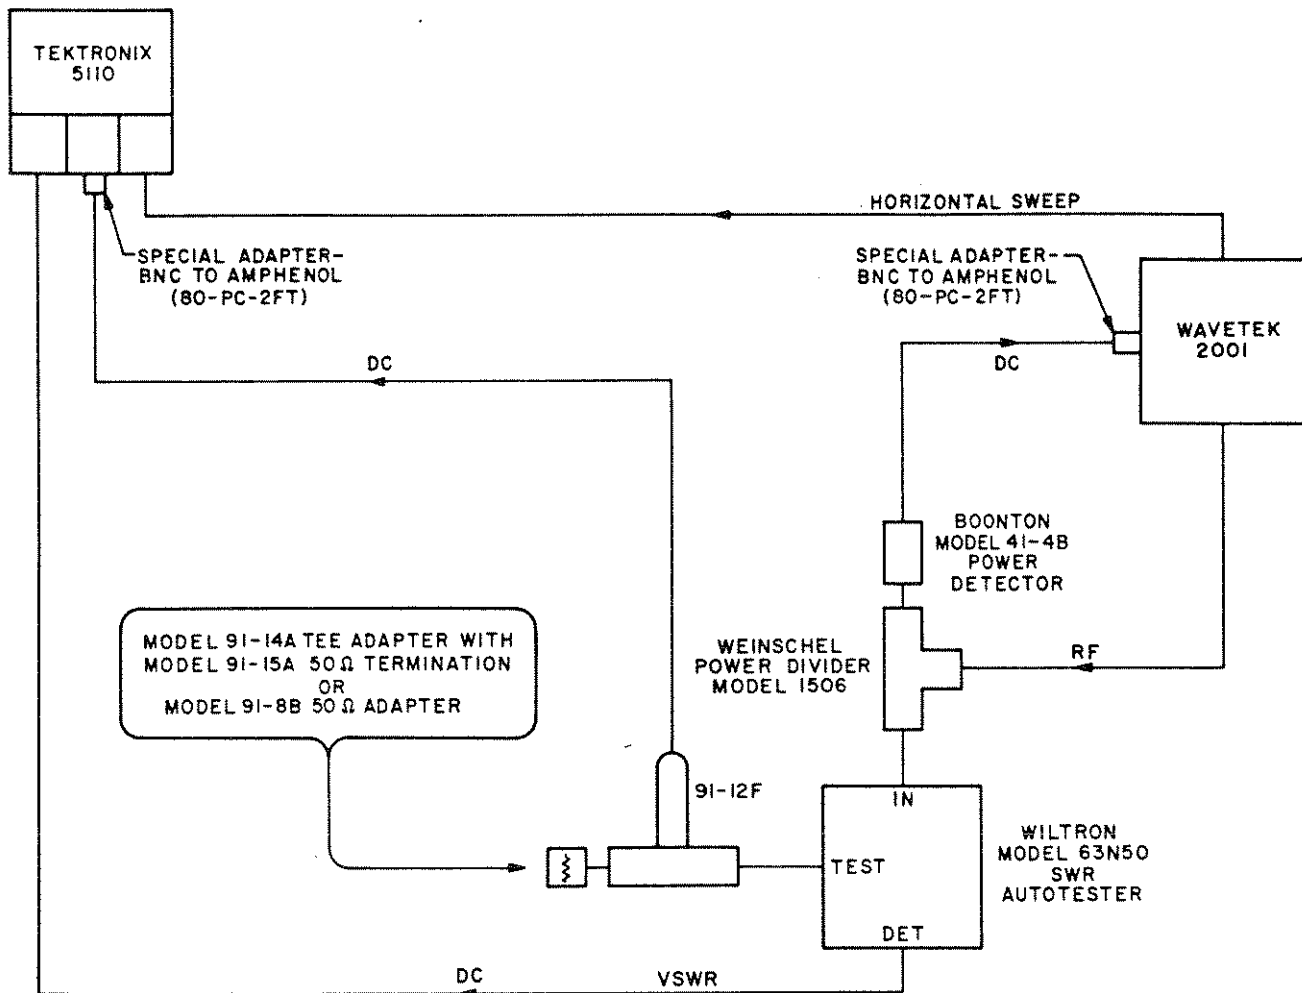 TEKTRONIX
5110
HORIZONTAL SWEEP
SPECIAL ADAPTER-
BNC TO AMPHENOL
(80-PC-2FT)
SPECIAL ADAPTER-
BNC TO AMPHENOL
(80-PC-2FT)
WAVETEK
2001
DC
DC
BOONTON
MODEL 41-4B
POWER
DETECTOR
MODEL 91-14A TEE ADAPTER WITH
MODEL 91-15A 50Ω TERMINATION
OR
MODEL 91-8B 50Ω ADAPTER
WEINSCHEL
POWER DIVIDER
MODEL 1506
RF
91-12F
IN
TEST
DET
WILTRON
MODEL 63N50
SWR
AUTOTESTER
DC
VSWR